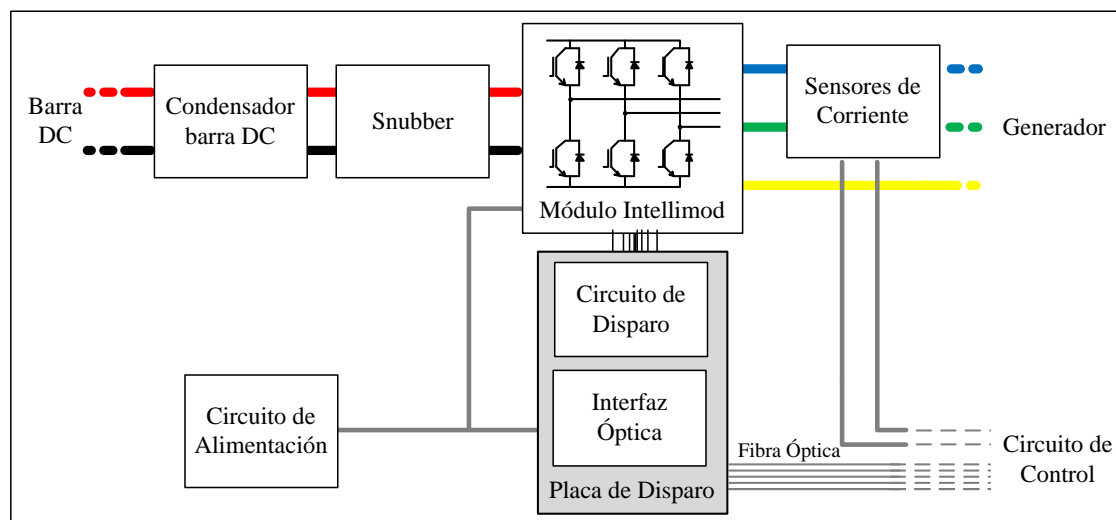 Barra
DC
Condensador
barra DC
Snubber
Módulo Intellimod
Sensores de
Corriente
Generador
Circuito de
Disparo
Interfaz
Óptica
Placa de Disparo
Circuito de
Alimentación
Fibra Óptica
Circuito de
Control